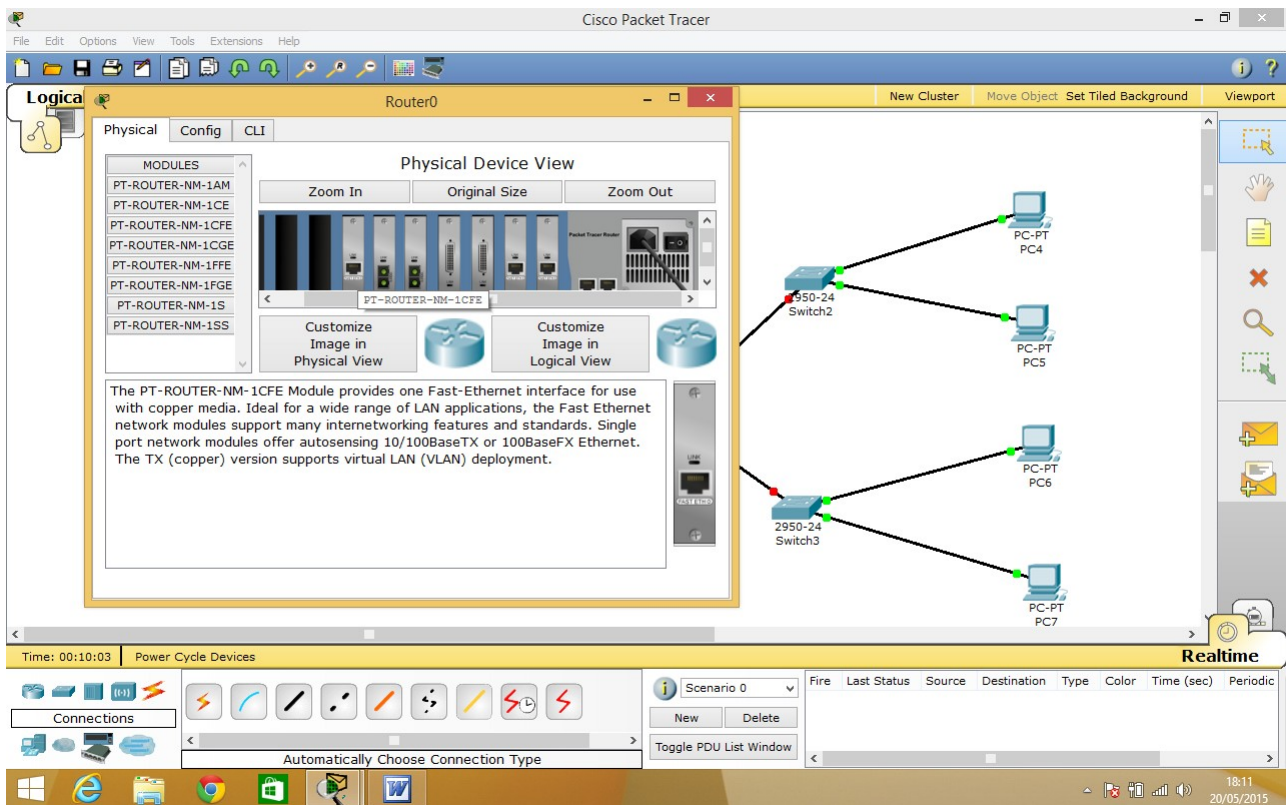 Cisco Packet Tracer
File Edit Options View Tools Extensions Help
Logica
New Cluster
Move Object
Set Tiled Background
Viewport
Router0
Physical
Config
CLI
MODULES
PT-ROUTER-NM-1AM
PT-ROUTER-NM-1CE
PT-ROUTER-NM-1CFE
PT-ROUTER-NM-1CGE
PT-ROUTER-NM-1FFE
PT-ROUTER-NM-1FGE
PT-ROUTER-NM-1S
PT-ROUTER-NM-1SS
Physical Device View
Zoom In
Original Size
Zoom Out
Packet Tracer Router
PT-ROUTER-NM-1CFE
Customize
Image in
Physical View
Customize
Image in
Logical View
The PT-ROUTER-NM-1CFE Module provides one Fast-Ethernet interface for use
with copper media. Ideal for a wide range of LAN applications, the Fast Ethernet
network modules support many internetworking features and standards. Single
port network modules offer autosensing 10/100BaseTX or 100BaseFX Ethernet.
The TX (copper) version supports virtual LAN (VLAN) deployment.
LINK
PC-PT
PC4
2950-24
Switch2
PC-PT
PC5
PC-PT
PC6
2950-24
Switch3
PC-PT
PC7
Time: 00:10:03
Power Cycle Devices
Realtime
Connections
Automatically Choose Connection Type
Scenario 0
New
Delete
Toggle PDU List Window
Fire Last Status Source Destination Type Color Time (sec) Periodic
18:11
20/05/2015